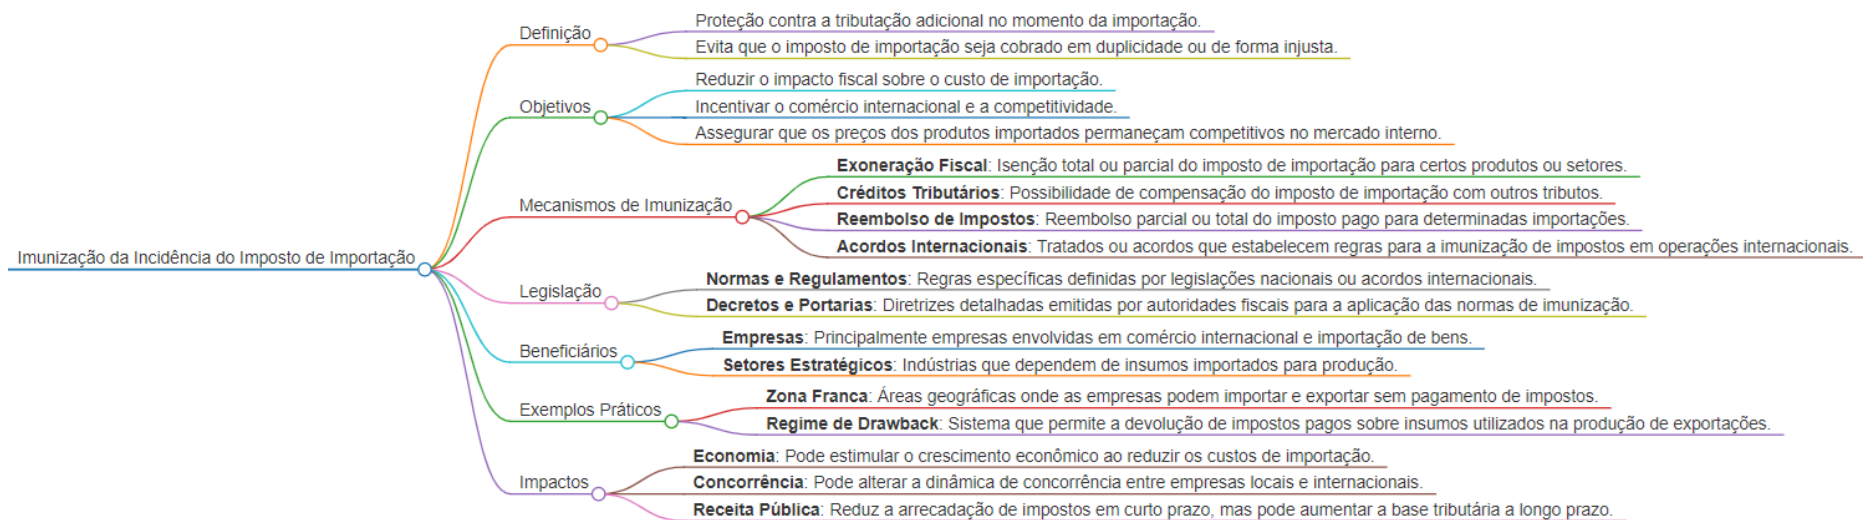 Imunização da Incidência do Imposto de Importação
Definição
Proteção contra a tributação adicional no momento da importação.
Evita que o imposto de importação seja cobrado em duplicidade ou de forma injusta.
Objetivos
Reduzir o impacto fiscal sobre o custo de importação.
Incentivar o comércio internacional e a competitividade.
Assegurar que os preços dos produtos importados permaneçam competitivos no mercado interno.
Mecanismos de Imunização
Exoneração Fiscal: Isenção total ou parcial do imposto de importação para certos produtos ou setores.
Créditos Tributários: Possibilidade de compensação do imposto de importação com outros tributos.
Reembolso de Impostos: Reembolso parcial ou total do imposto pago para determinadas importações.
Acordos Internacionais: Tratados ou acordos que estabelecem regras para a imunização de impostos em operações internacionais.
Legislação
Normas e Regulamentos: Regras específicas definidas por legislações nacionais ou acordos internacionais.
Decretos e Portarias: Diretrizes detalhadas emitidas por autoridades fiscais para a aplicação das normas de imunização.
Beneficiários
Empresas: Principalmente empresas envolvidas em comércio internacional e importação de bens.
Setores Estratégicos: Indústrias que dependem de insumos importados para produção.
Exemplos Práticos
Zona Franca: Áreas geográficas onde as empresas podem importar e exportar sem pagamento de impostos.
Regime de Drawback: Sistema que permite a devolução de impostos pagos sobre insumos utilizados na produção de exportações.
Impactos
Economia: Pode estimular o crescimento econômico ao reduzir os custos de importação.
Concorrência: Pode alterar a dinâmica de concorrência entre empresas locais e internacionais.
Receita Pública: Reduz a arrecadação de impostos em curto prazo, mas pode aumentar a base tributária a longo prazo.